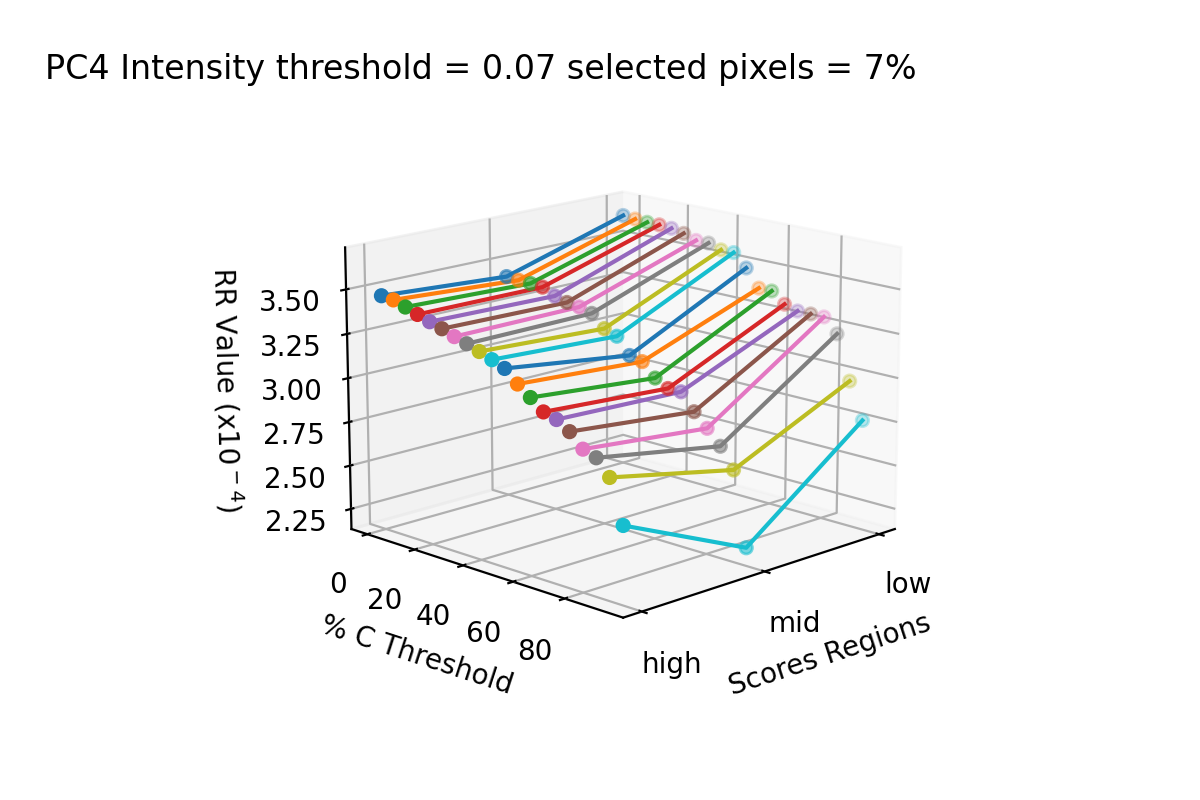 PC4 Intensity threshold = 0.07 selected pixels = 7%
RR Value (x10⁻⁴)
3.50
3.25
3.00
2.75
2.50
2.25
0
20
40
60
80
% C Threshold
high
mid
low
Scores Regions